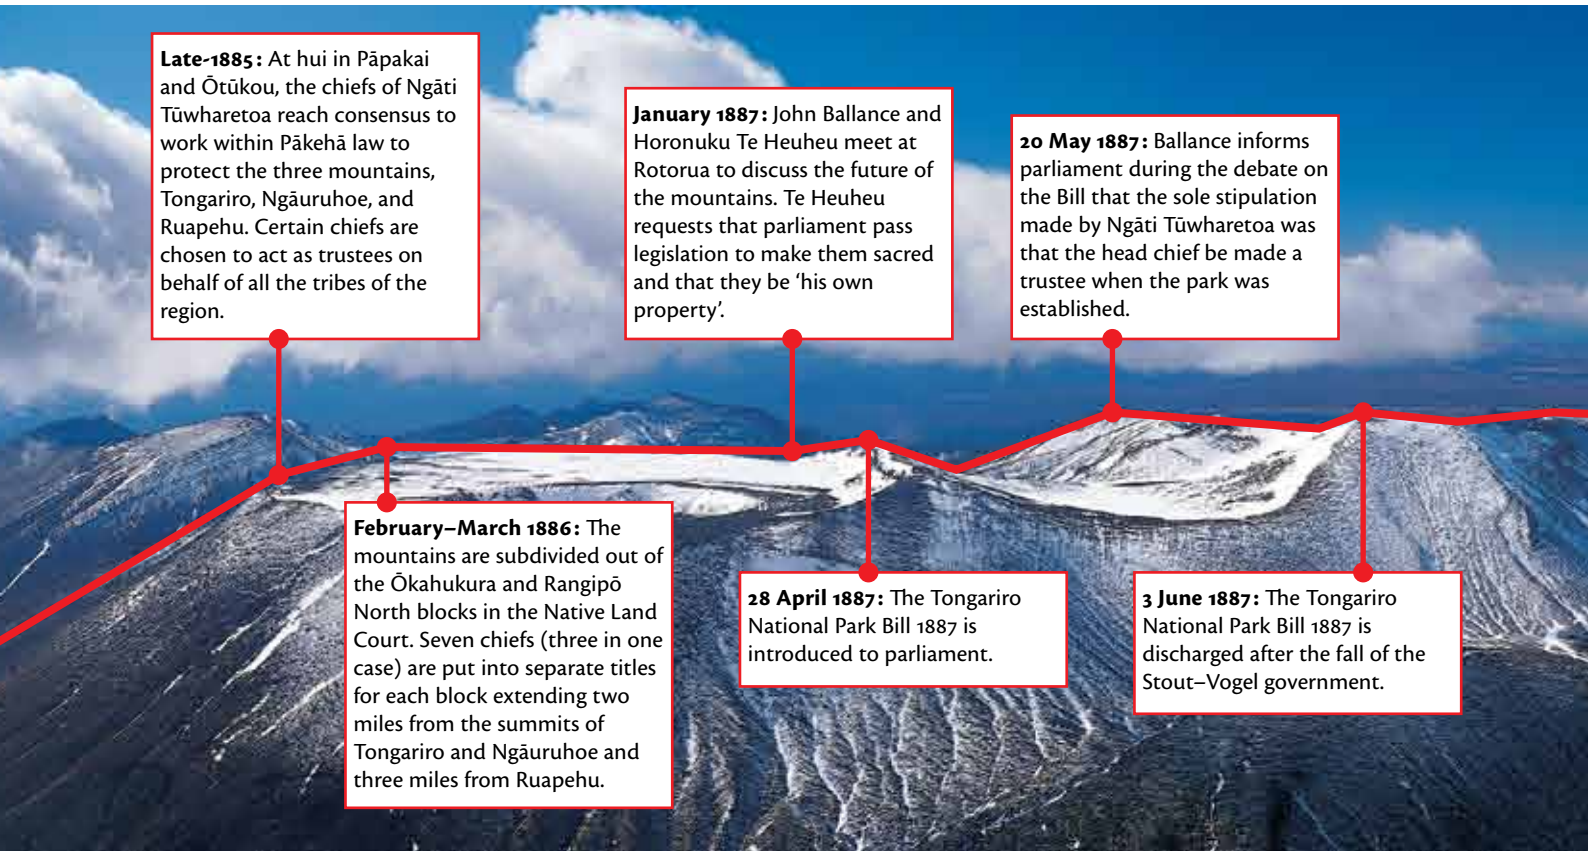 Late-1885: At hui in Pāpakai
and Ōtūkou, the chiefs of Ngāti
Tūwharetoa reach consensus to
work within Pākehā law to
protect the three mountains,
Tongariro, Ngāuruhoe, and
Ruapehu. Certain chiefs are
chosen to act as trustees on
behalf of all the tribes of the
region.
February–March 1886: The
mountains are subdivided out of
the Ōkahukura and Rangipō
North blocks in the Native Land
Court. Seven chiefs (three in one
case) are put into separate titles
for each block extending two
miles from the summits of
Tongariro and Ngāuruhoe and
three miles from Ruapehu.
January 1887: John Ballance and
Horonuku Te Heuheu meet at
Rotorua to discuss the future of
the mountains. Te Heuheu
requests that parliament pass
legislation to make them sacred
and that they be ‘his own
property’.
28 April 1887: The Tongariro
National Park Bill 1887 is
introduced to parliament.
20 May 1887: Ballance informs
parliament during the debate on
the Bill that the sole stipulation
made by Ngāti Tūwharetoa was
that the head chief be made a
trustee when the park was
established.
3 June 1887: The Tongariro
National Park Bill 1887 is
discharged after the fall of the
Stout–Vogel government.